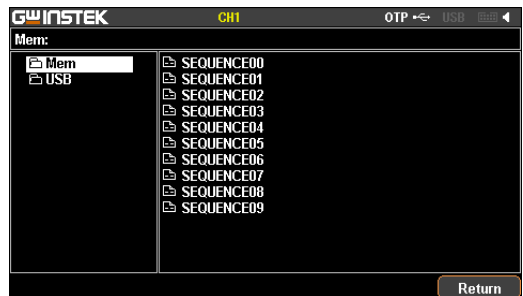 GWINSTEK CH1 OTP USB
Mem:
Mem
USB
SEQUENCE00
SEQUENCE01
SEQUENCE02
SEQUENCE03
SEQUENCE04
SEQUENCE05
SEQUENCE06
SEQUENCE07
SEQUENCE08
SEQUENCE09
Return